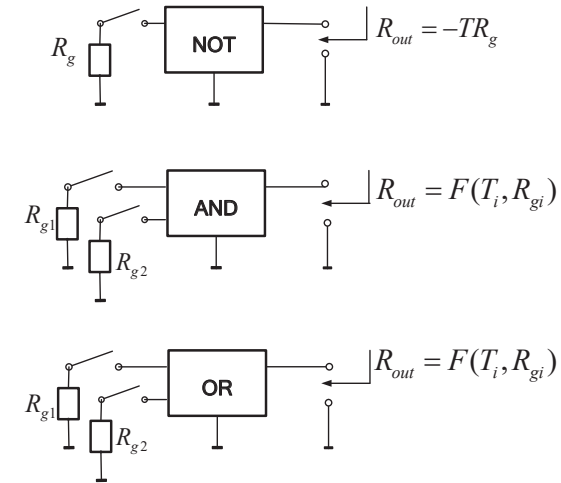 R_g NOT R_out = -TR_g
R_g1 R_g2 AND R_out = F(T_i, R_gi)
R_g1 R_g2 OR R_out = F(T_i, R_gi)